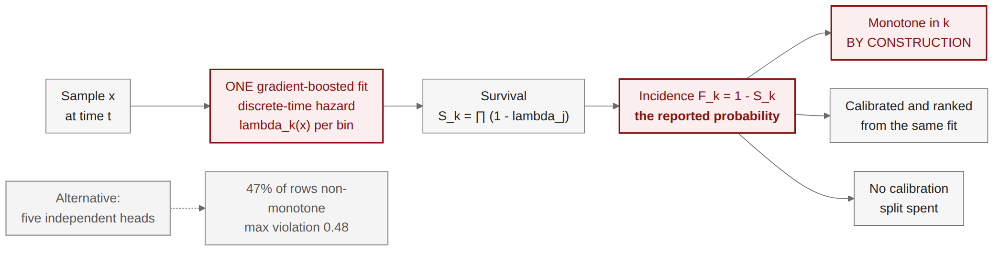 Sample x
at time t
ONE gradient-boosted fit
discrete-time hazard
lambda_k(x) per bin
Survival
S_k = ∏ (1 - lambda_j)
Incidence F_k = 1 - S_k
the reported probability
Monotone in k
BY CONSTRUCTION
Calibrated and ranked
from the same fit
No calibration
split spent
Alternative:
five independent heads
47% of rows non-
monotone
max violation 0.48